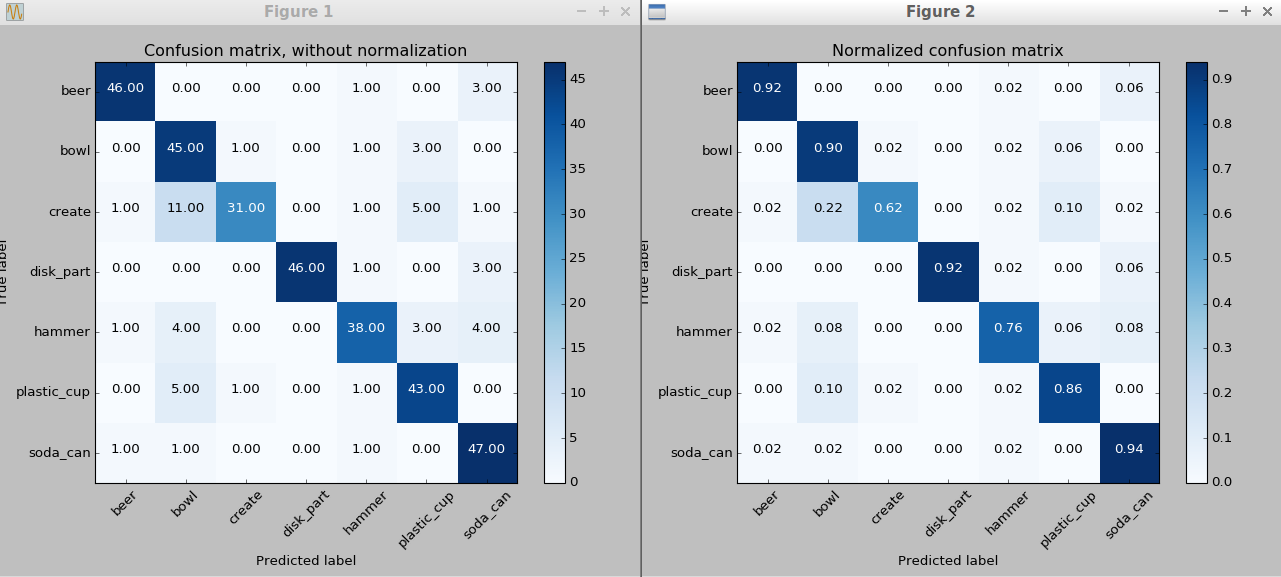 Figure 1
Confusion matrix, without normalization
beer 46.00 0.00 0.00 0.00 1.00 0.00 3.00
bowl 0.00 45.00 1.00 0.00 1.00 3.00 0.00
create 1.00 11.00 31.00 0.00 1.00 5.00 1.00
disk_part 0.00 0.00 0.00 46.00 1.00 0.00 3.00
hammer 1.00 4.00 0.00 0.00 38.00 3.00 4.00
plastic_cup 0.00 5.00 1.00 0.00 1.00 43.00 0.00
soda_can 1.00 1.00 0.00 0.00 1.00 0.00 47.00
beer bowl create disk_part hammer plastic_cup soda_can
Predicted label
True label
45
40
35
30
25
20
15
10
5
0
Figure 2
Normalized confusion matrix
beer 0.92 0.00 0.00 0.00 0.02 0.00 0.06
bowl 0.00 0.90 0.02 0.00 0.02 0.06 0.00
create 0.02 0.22 0.62 0.00 0.02 0.10 0.02
disk_part 0.00 0.00 0.00 0.92 0.02 0.00 0.06
hammer 0.02 0.08 0.00 0.00 0.76 0.06 0.08
plastic_cup 0.00 0.10 0.02 0.00 0.02 0.86 0.00
soda_can 0.02 0.02 0.00 0.00 0.02 0.00 0.94
beer bowl create disk_part hammer plastic_cup soda_can
Predicted label
True label
0.9
0.8
0.7
0.6
0.5
0.4
0.3
0.2
0.1
0.0